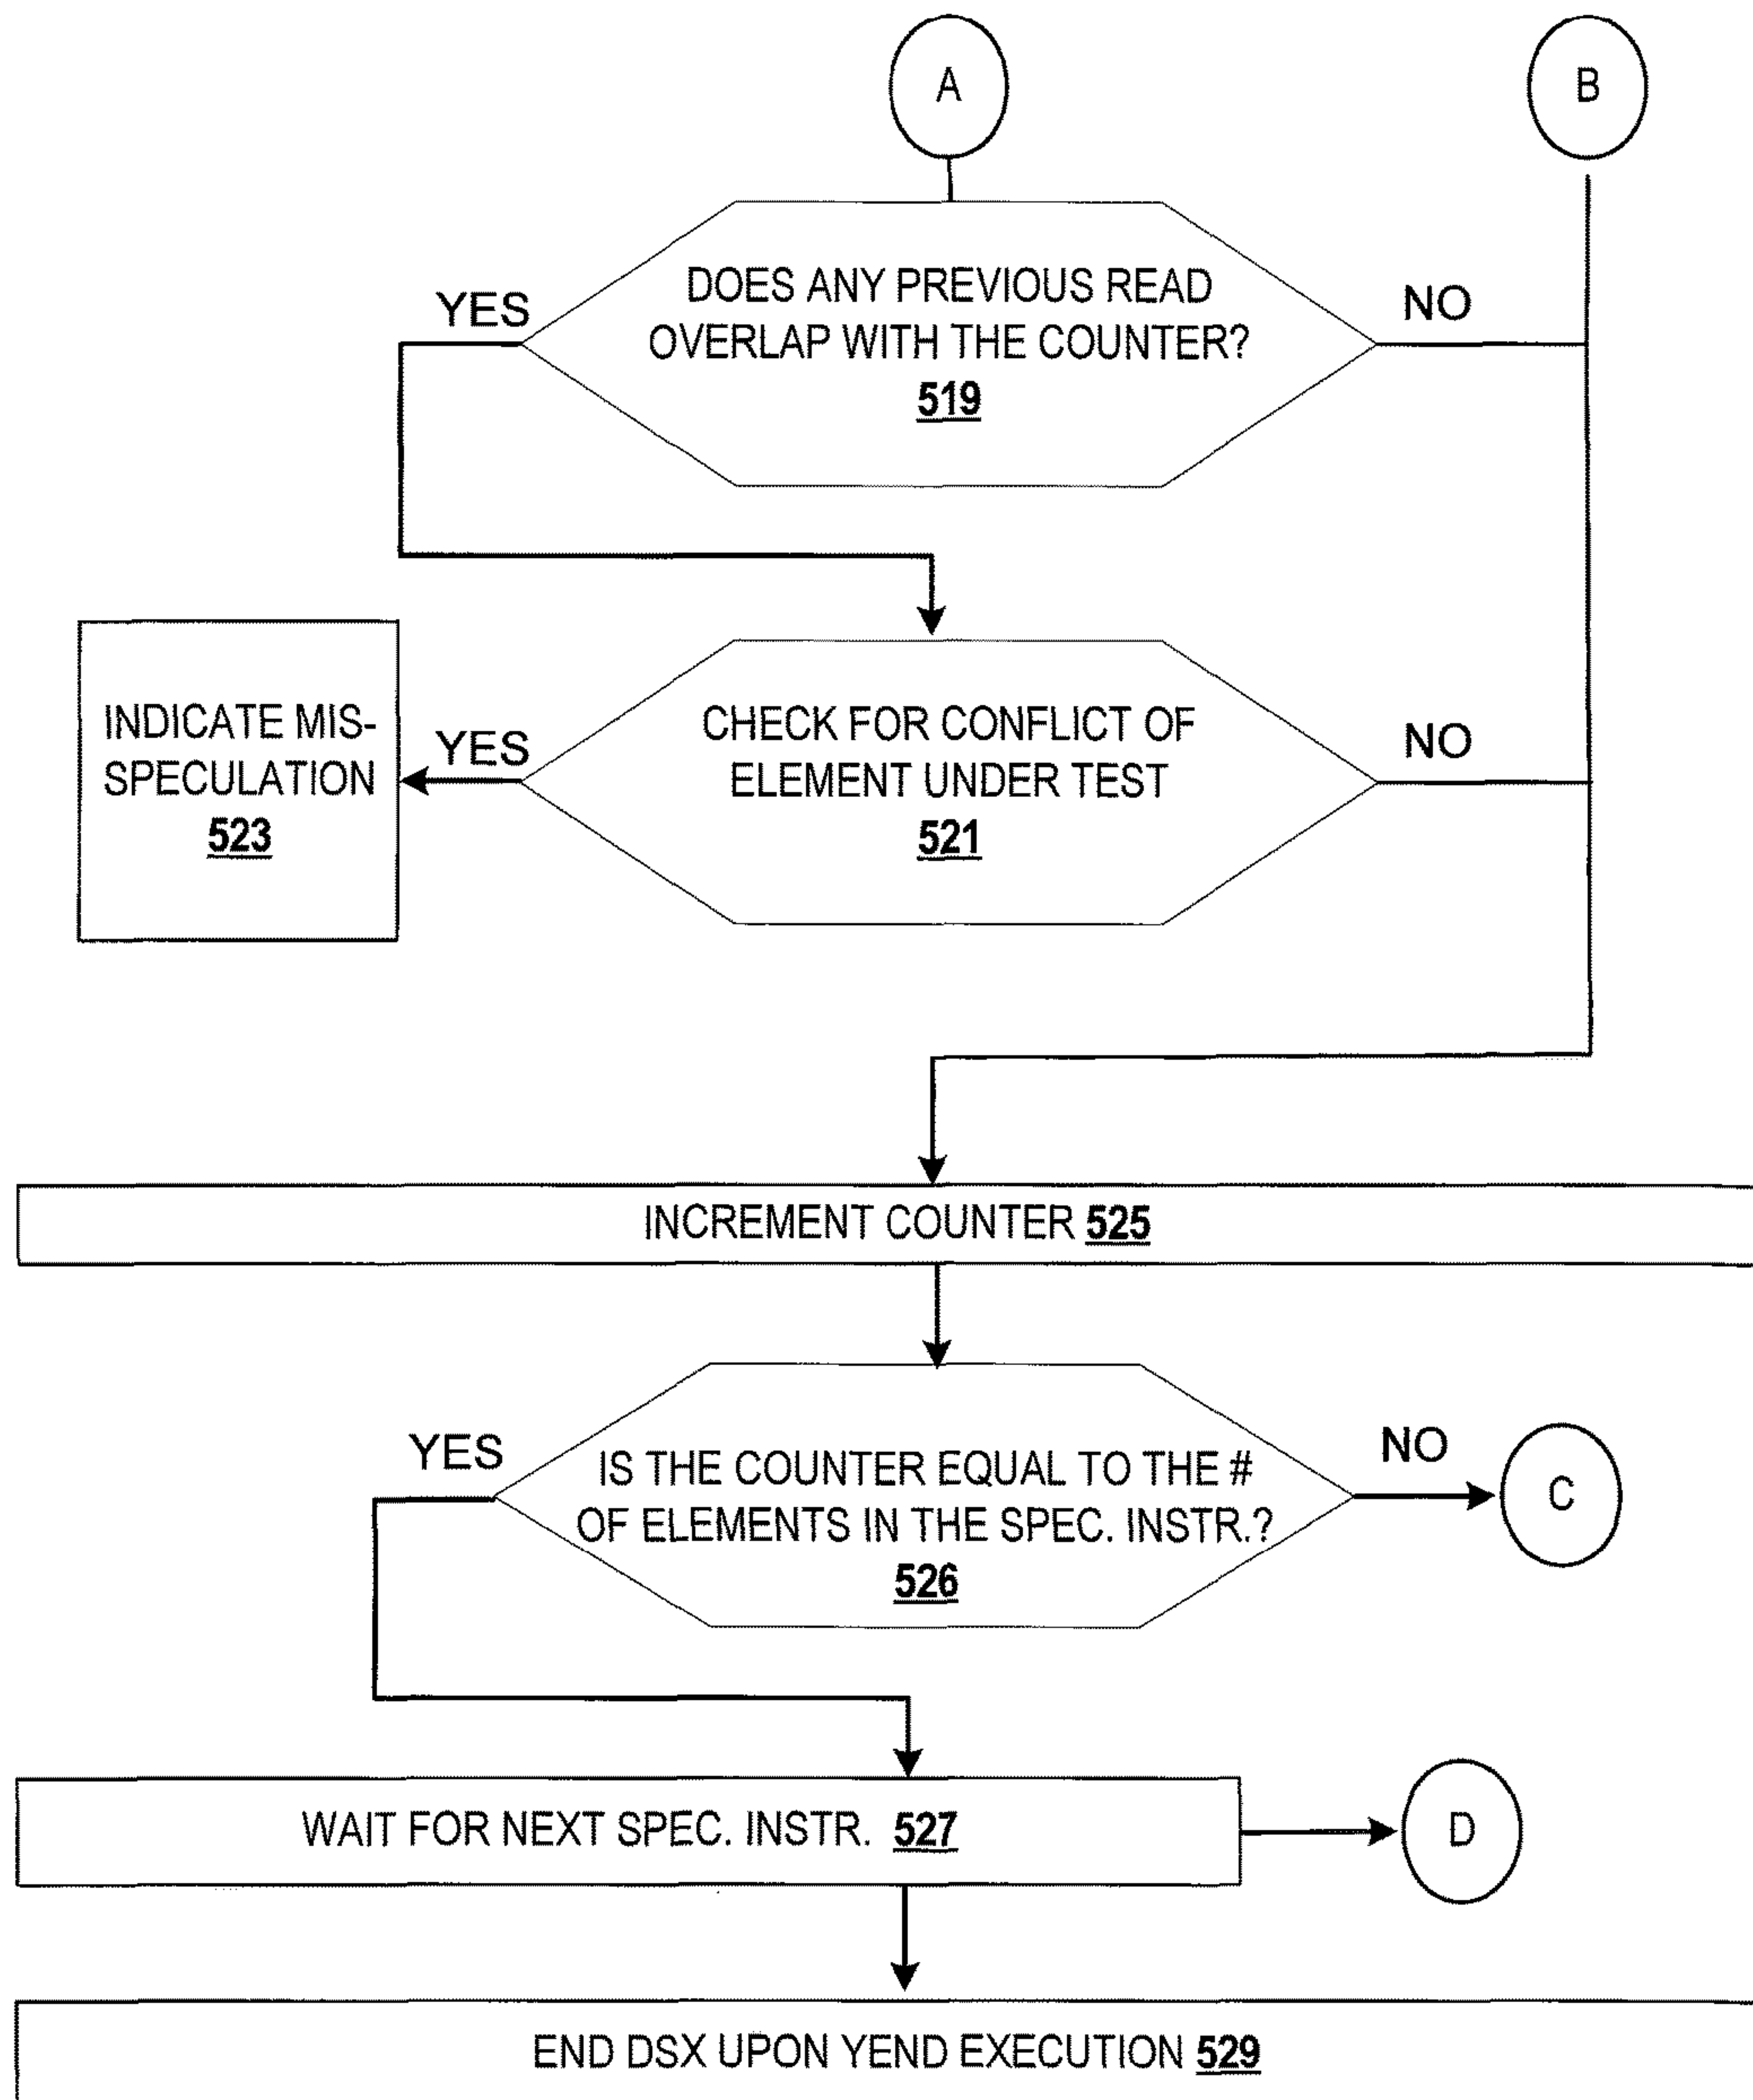 A
B
DOES ANY PREVIOUS READ
OVERLAP WITH THE COUNTER?
519
YES
NO
CHECK FOR CONFLICT OF
ELEMENT UNDER TEST
521
YES
NO
INDICATE MIS-
SPECULATION
523
INCREMENT COUNTER 525
IS THE COUNTER EQUAL TO THE #
OF ELEMENTS IN THE SPEC. INSTR.?
526
YES
NO
C
WAIT FOR NEXT SPEC. INSTR. 527
D
END DSX UPON YEND EXECUTION 529